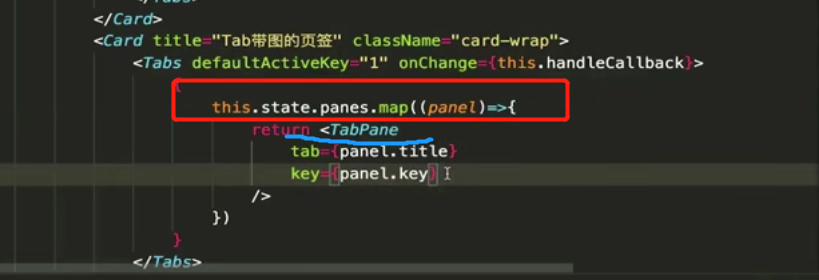 </Tabs>
</Card>
<Card title="Tab带图的页签" className="card-wrap">
<Tabs defaultActiveKey="1" onChange={this.handleCallback}>
{
this.state.panes.map((panel)=>{
return <TabPane
tab={panel.title}
key={panel.key}
/>
})
}
</Tabs>